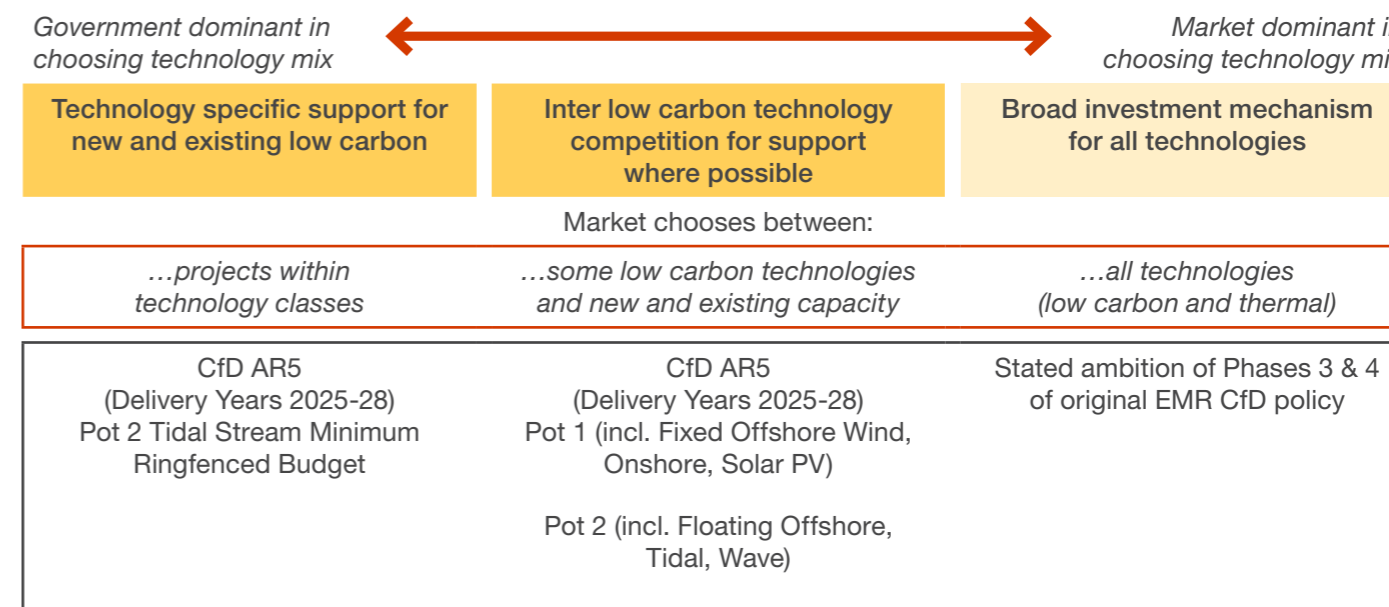 Government dominant in
choosing technology mix
Market dominant i
choosing technology mi
Technology specific support for
new and existing low carbon
Inter low carbon technology
competition for support
where possible
Broad investment mechanism
for all technologies
Market chooses between:
…projects within
technology classes
…some low carbon technologies
and new and existing capacity
…all technologies
(low carbon and thermal)
CfD AR5
(Delivery Years 2025-28)
Pot 2 Tidal Stream Minimum
Ringfenced Budget
CfD AR5
(Delivery Years 2025-28)
Pot 1 (incl. Fixed Offshore Wind,
Onshore, Solar PV)
Pot 2 (incl. Floating Offshore,
Tidal, Wave)
Stated ambition of Phases 3 & 4
of original EMR CfD policy